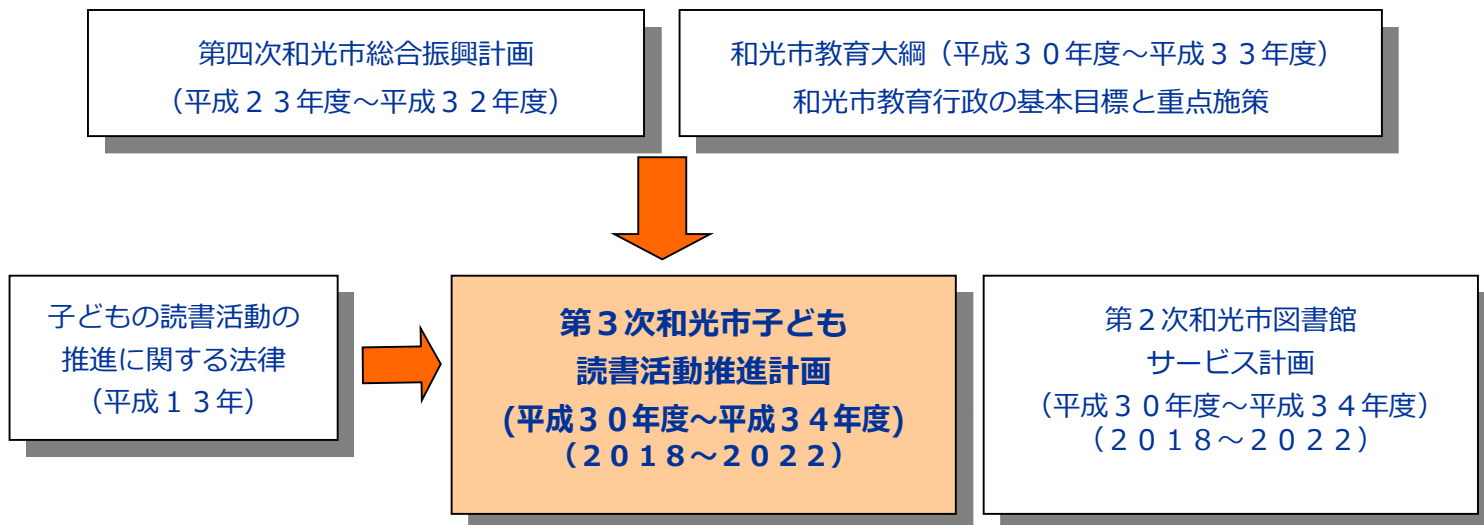 第四次和光市総合振興計画
（平成２３年度～平成３２年度）
和光市教育大綱（平成３０年度～平成３３年度）
和光市教育行政の基本目標と重点施策
子どもの読書活動の
推進に関する法律
（平成１３年）
第３次和光市子ども
読書活動推進計画
(平成３０年度～平成３４年度)
（２０１８～２０２２）
第２次和光市図書館
サービス計画
（平成３０年度～平成３４年度）
（２０１８～２０２２）